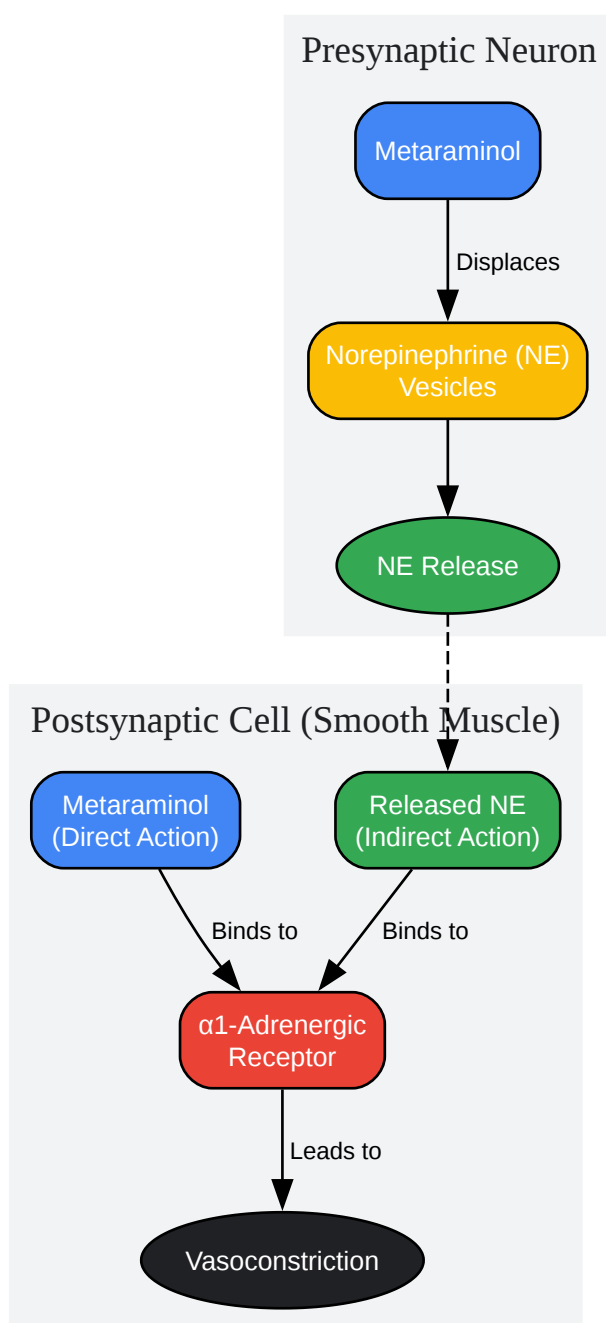 Presynaptic Neuron
Metaraminol
Displaces
Norepinephrine (NE)
Vesicles
NE Release
Postsynaptic Cell (Smooth Muscle)
Metaraminol
(Direct Action)
Released NE
(Indirect Action)
Binds to
Binds to
α1-Adrenergic
Receptor
Leads to
Vasoconstriction